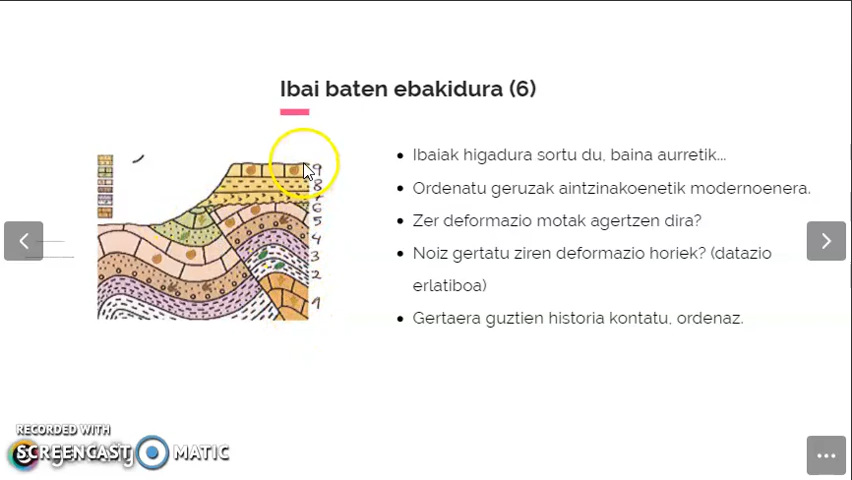 Ibai baten ebakidura (6)
Ibaiak higadura sortu du, baina aurretik...
Ordenatu geruzak aintzinakoenetik modernoenera.
Zer deformazio motak agertzen dira?
Noiz gertatu ziren deformazio horiek? (datazio
erlatiboa)
Gertaera guztien historia kontatu, ordenaz.
9
8
7
6
5
4
3
2
1
RECORDED WITH
SCREENCAST MATIC